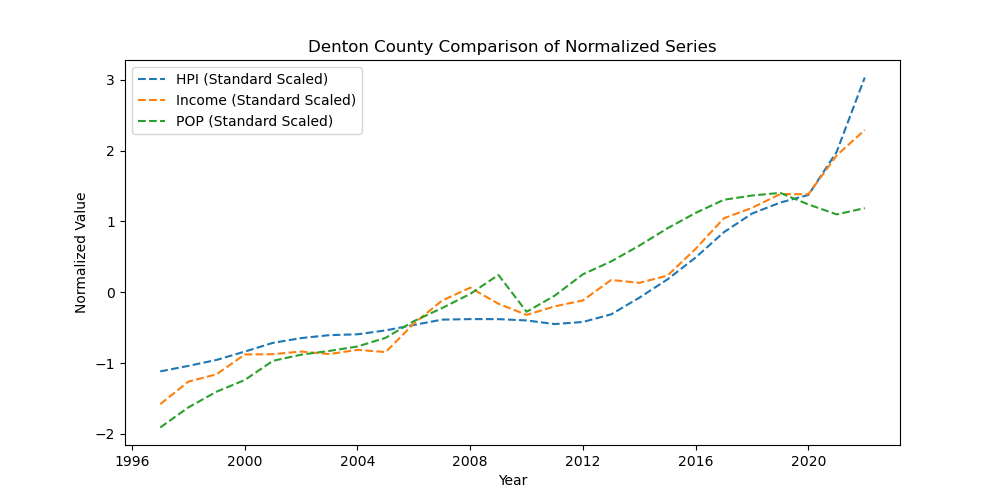 Denton County Comparison of Normalized Series
HPI (Standard Scaled)
Income (Standard Scaled)
POP (Standard Scaled)
Normalized Value
3
2
1
0
−1
−2
1996 2000 2004 2008 2012 2016 2020
Year